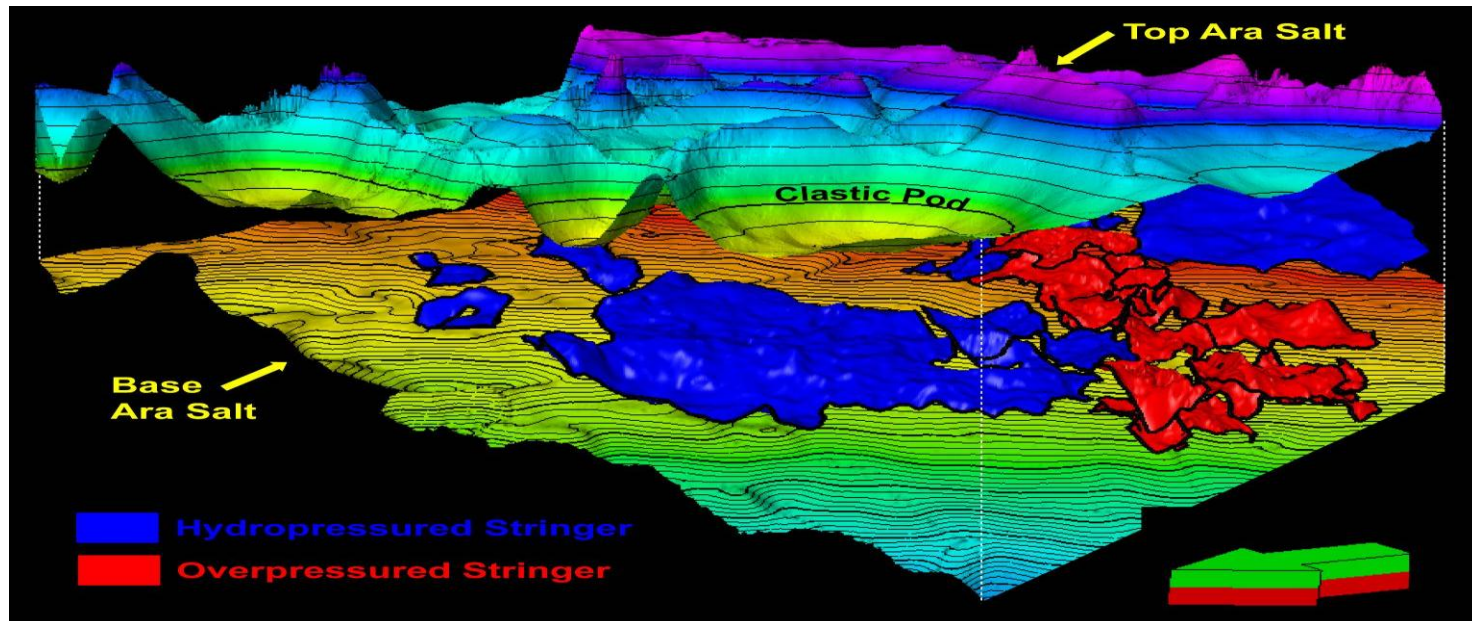 Top Ara Salt
Clastic Pod
Base
Ara Salt
Hydropressured Stringer
Overpressured Stringer